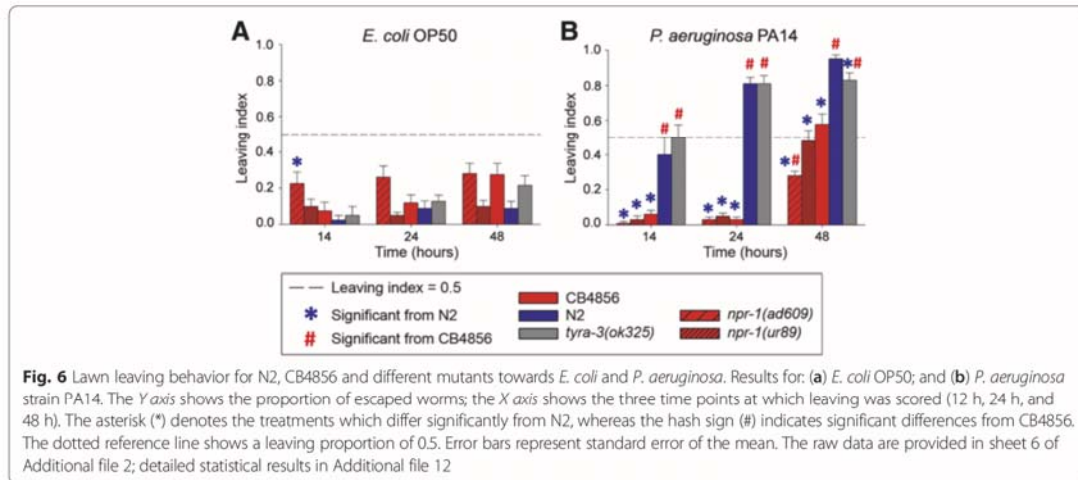 A
E. coli OP50
1.0
0.8
0.6
0.4
0.2
0.0
Leaving index
*
14
24
48
Time (hours)
B
P. aeruginosa PA14
1.0
0.8
0.6
0.4
0.2
0.0
Leaving index
* * * # #
* * * # #
* # * * # * #
14
24
48
Time (hours)
Leaving index = 0.5
* Significant from N2
# Significant from CB4856
CB4856
N2
tyra-3(ok325)
npr-1(ad609)
npr-1(ur89)
Fig. 6 Lawn leaving behavior for N2, CB4856 and different mutants towards E. coli and P. aeruginosa. Results for: (a) E. coli OP50; and (b) P. aeruginosa
strain PA14. The Y axis shows the proportion of escaped worms; the X axis shows the three time points at which leaving was scored (12 h, 24 h, and
48 h). The asterisk (*) denotes the treatments which differ significantly from N2, whereas the hash sign (#) indicates significant differences from CB4856.
The dotted reference line shows a leaving proportion of 0.5. Error bars represent standard error of the mean. The raw data are provided in sheet 6 of
Additional file 2; detailed statistical results in Additional file 12